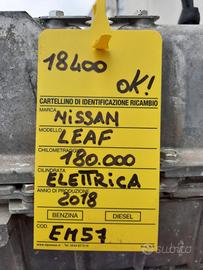 18400
OK!
CARTELLINO DI IDENTIFICAZIONE RICAMBIO
MARCA NISSAN
MODELLO LEAF
CHILOMETRAGGIO 180.000
CILINDRATA ELETTRICA
ANNO DI PRODUZIONE 2018
BENZINA DIESEL
COD. EM57
subito